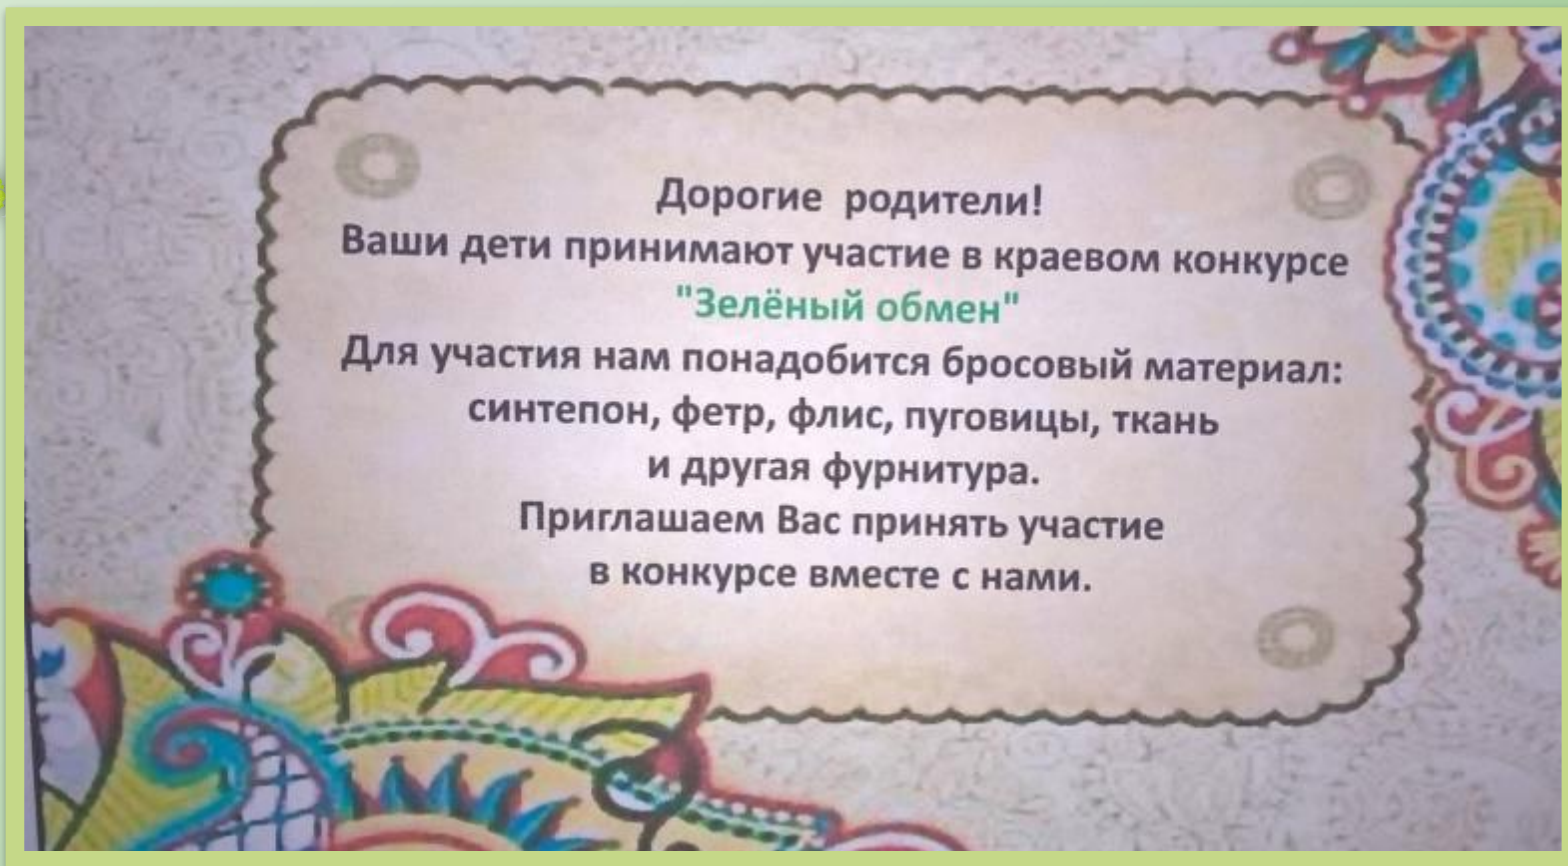 Дорогие родители!
Ваши дети принимают участие в краевом конкурсе
"Зелёный обмен"
Для участия нам понадобится бросовый материал:
синтепон, фетр, флис, пуговицы, ткань
и другая фурнитура.
Приглашаем Вас принять участие
в конкурсе вместе с нами.